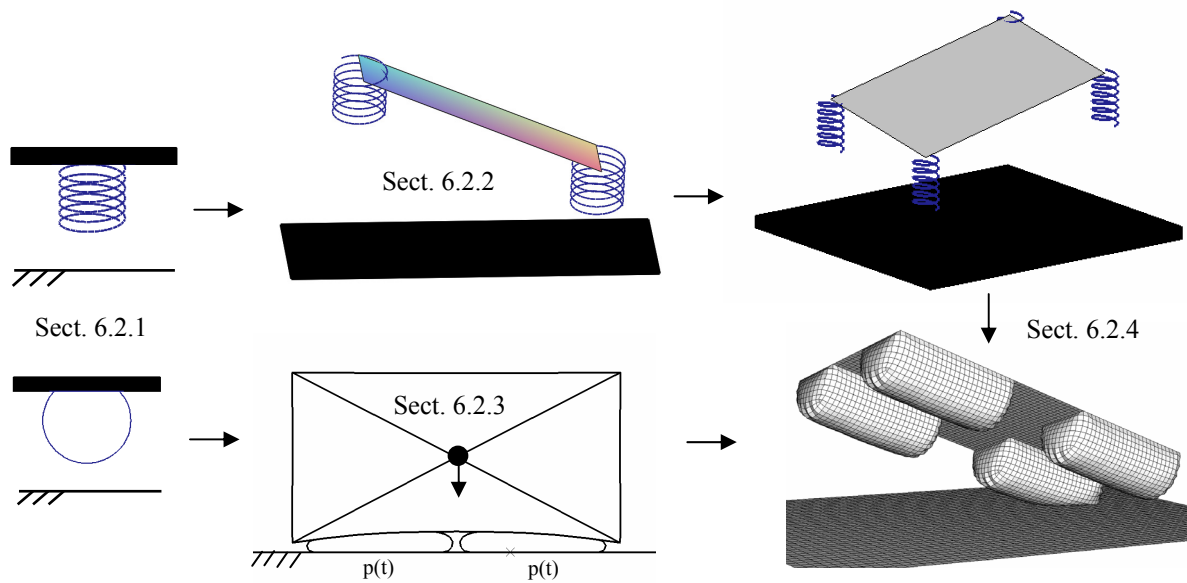 Sect. 6.2.2
Sect. 6.2.1
Sect. 6.2.4
Sect. 6.2.3
p(t)
p(t)